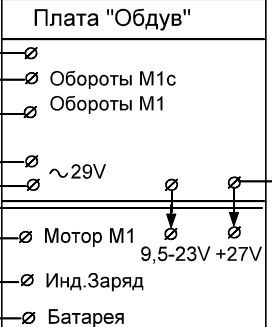 Плата "Обдув"
Обороты М1с
Обороты М1
~29V
Мотор М1
9,5-23V +27V
Инд.Заряд
Батарея